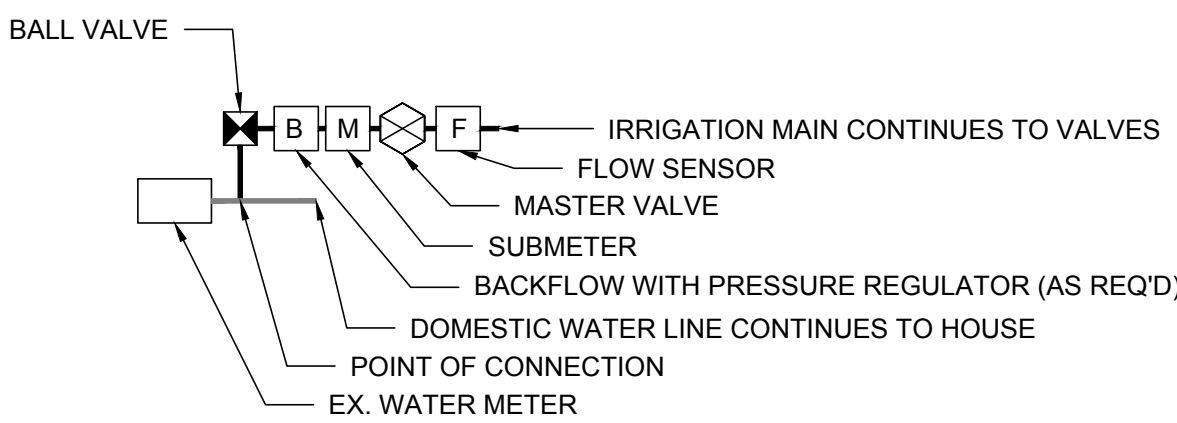 BALL VALVE
B
M
F
IRRIGATION MAIN CONTINUES TO VALVES
FLOW SENSOR
MASTER VALVE
SUBMETER
BACKFLOW WITH PRESSURE REGULATOR (AS REQ'D)
DOMESTIC WATER LINE CONTINUES TO HOUSE
POINT OF CONNECTION
EX. WATER METER